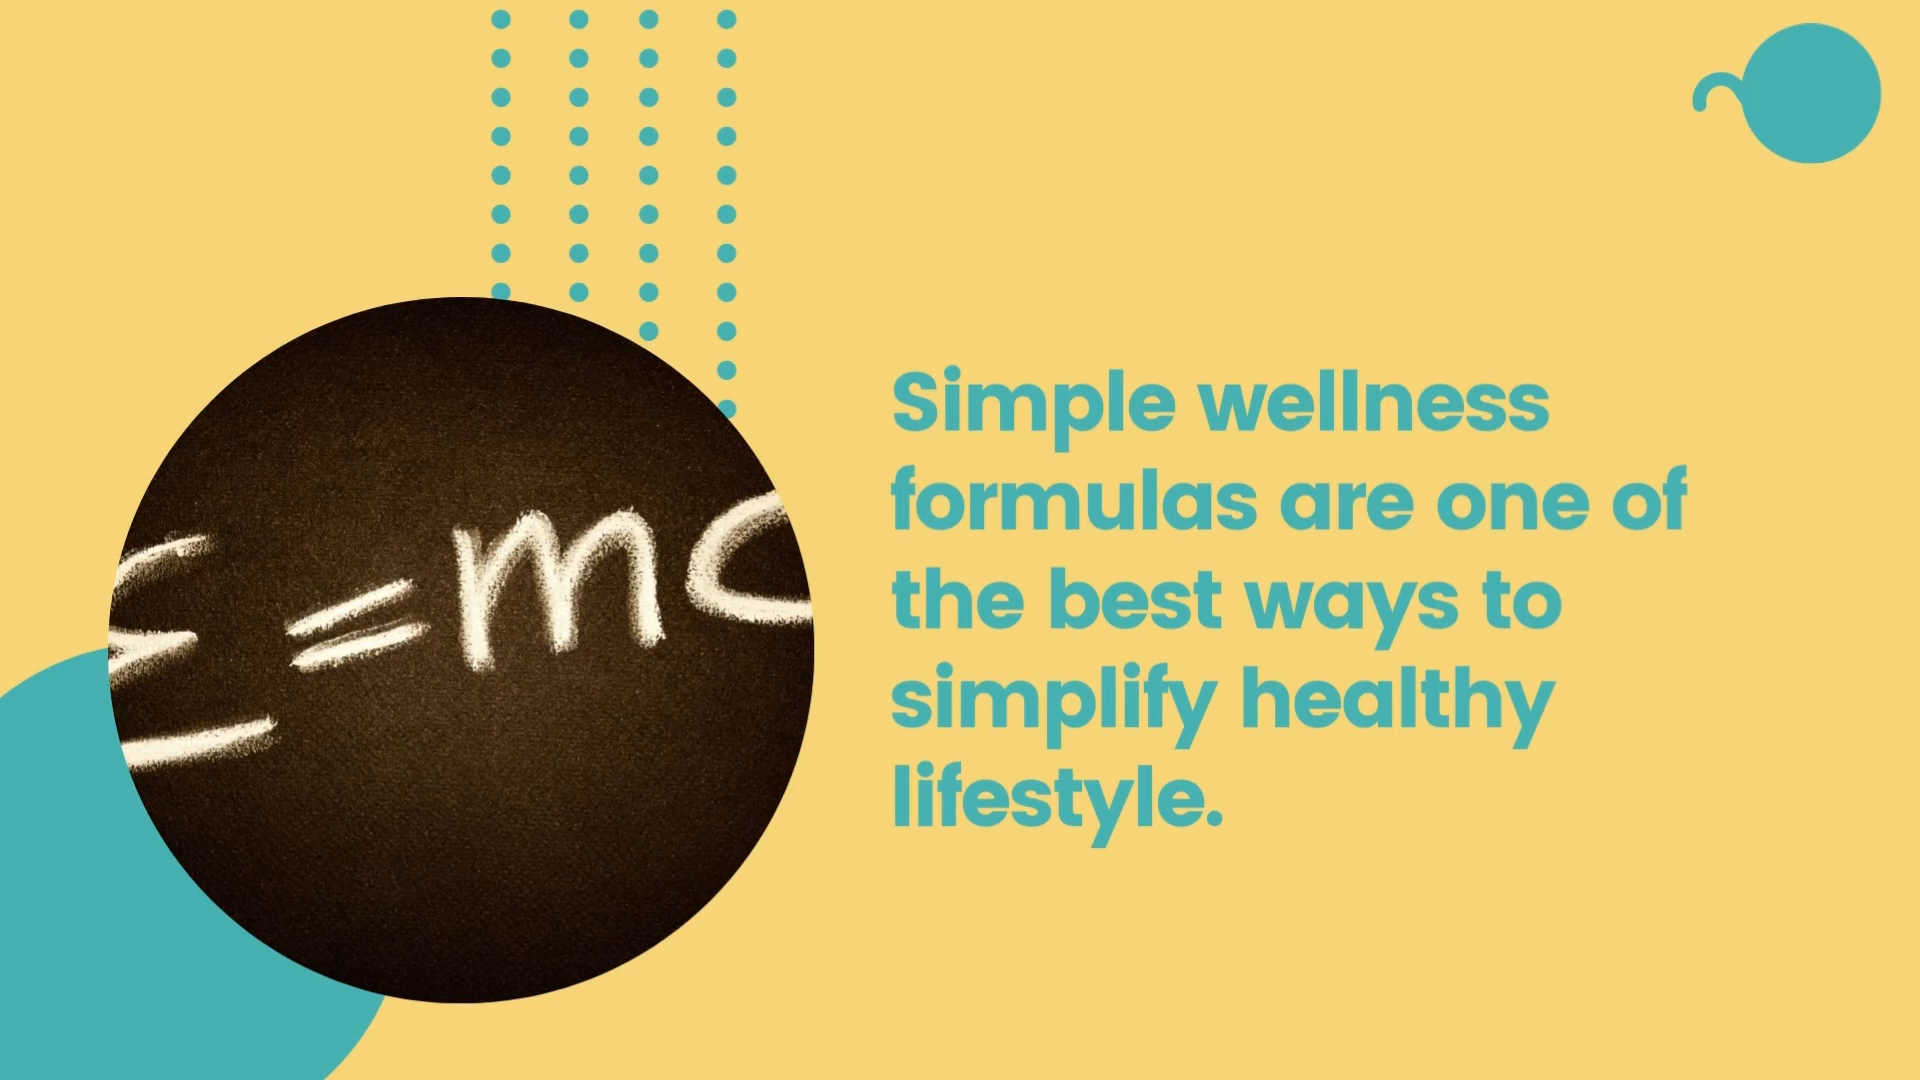 E=mc
Simple wellness
formulas are one of
the best ways to
simplify healthy
lifestyle.